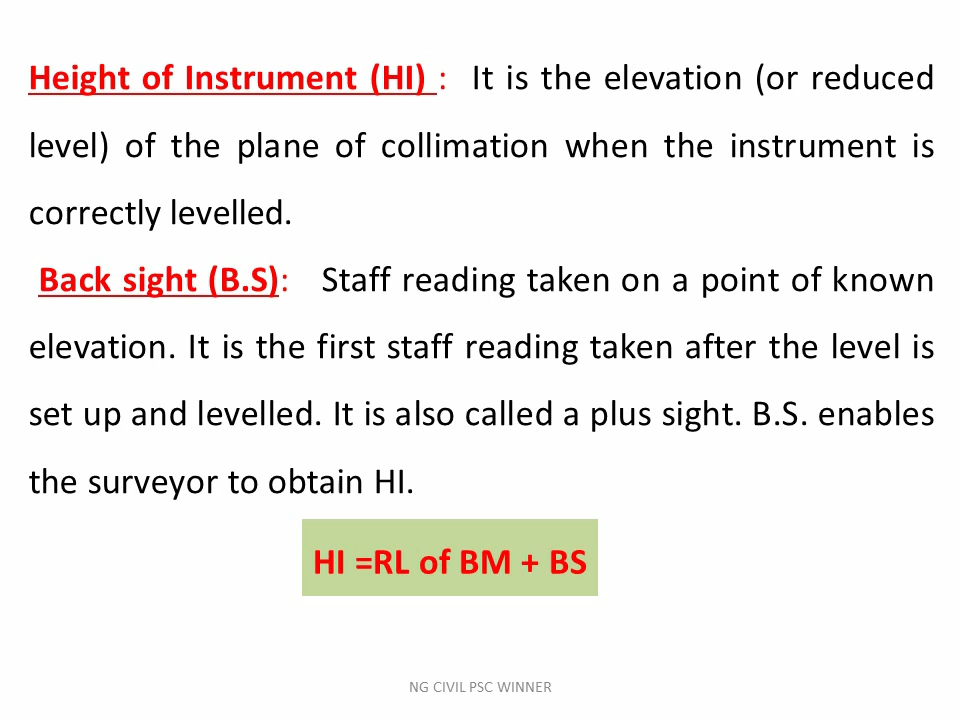 Height of Instrument (HI) : It is the elevation (or reduced
level) of the plane of collimation when the instrument is
correctly levelled.
Back sight (B.S): Staff reading taken on a point of known
elevation. It is the first staff reading taken after the level is
set up and levelled. It is also called a plus sight. B.S. enables
the surveyor to obtain HI.
HI =RL of BM + BS
NG CIVIL PSC WINNER